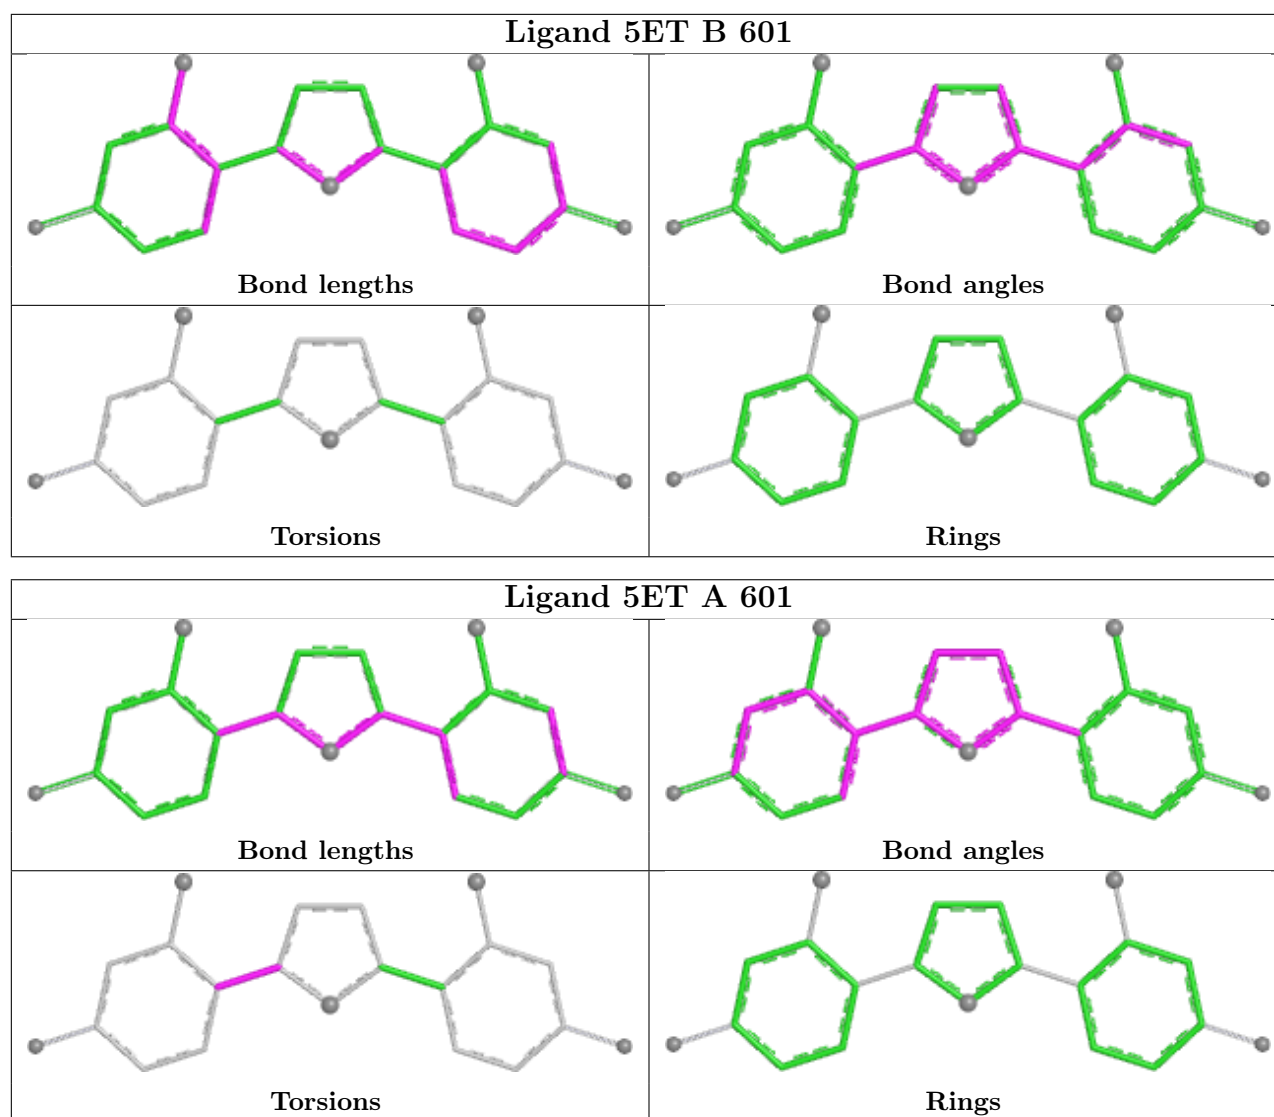 Ligand 5ET B 601
Bond lengths
Bond angles
Torsions
Rings
Ligand 5ET A 601
Bond lengths
Bond angles
Torsions
Rings